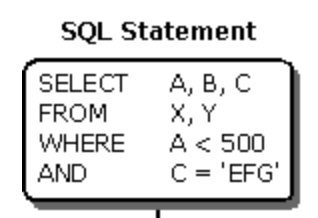 SQL Statement
SELECT A, B, C
FROM X, Y
WHERE A < 500
AND C = 'EFG'